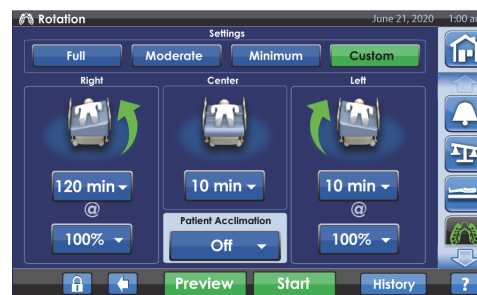 Rotation June 21, 2020 1:00 am
Settings
Full Moderate Minimum Custom
Right Center Left
120 min 10 min 10 min
@ @
100% Patient Acclimation 100%
Off
Preview Start History ?